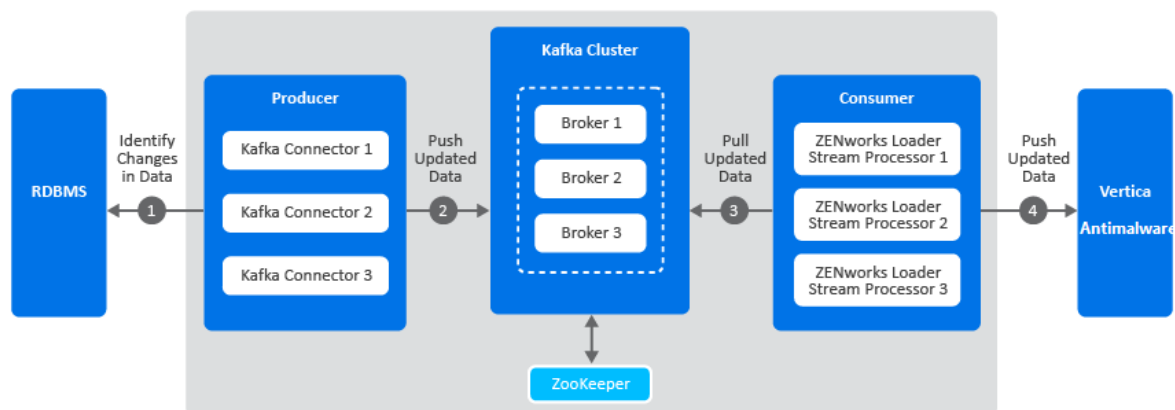 RDBMS
Identify
Changes
in Data
1
Producer
Kafka Connector 1
Kafka Connector 2
Kafka Connector 3
Push
Updated
Data
2
Kafka Cluster
Broker 1
Broker 2
Broker 3
ZooKeeper
Pull
Updated
Data
3
Consumer
ZENworks Loader
Stream Processor 1
ZENworks Loader
Stream Processor 2
ZENworks Loader
Stream Processor 3
Push
Updated
Data
4
Vertica
Antimalware